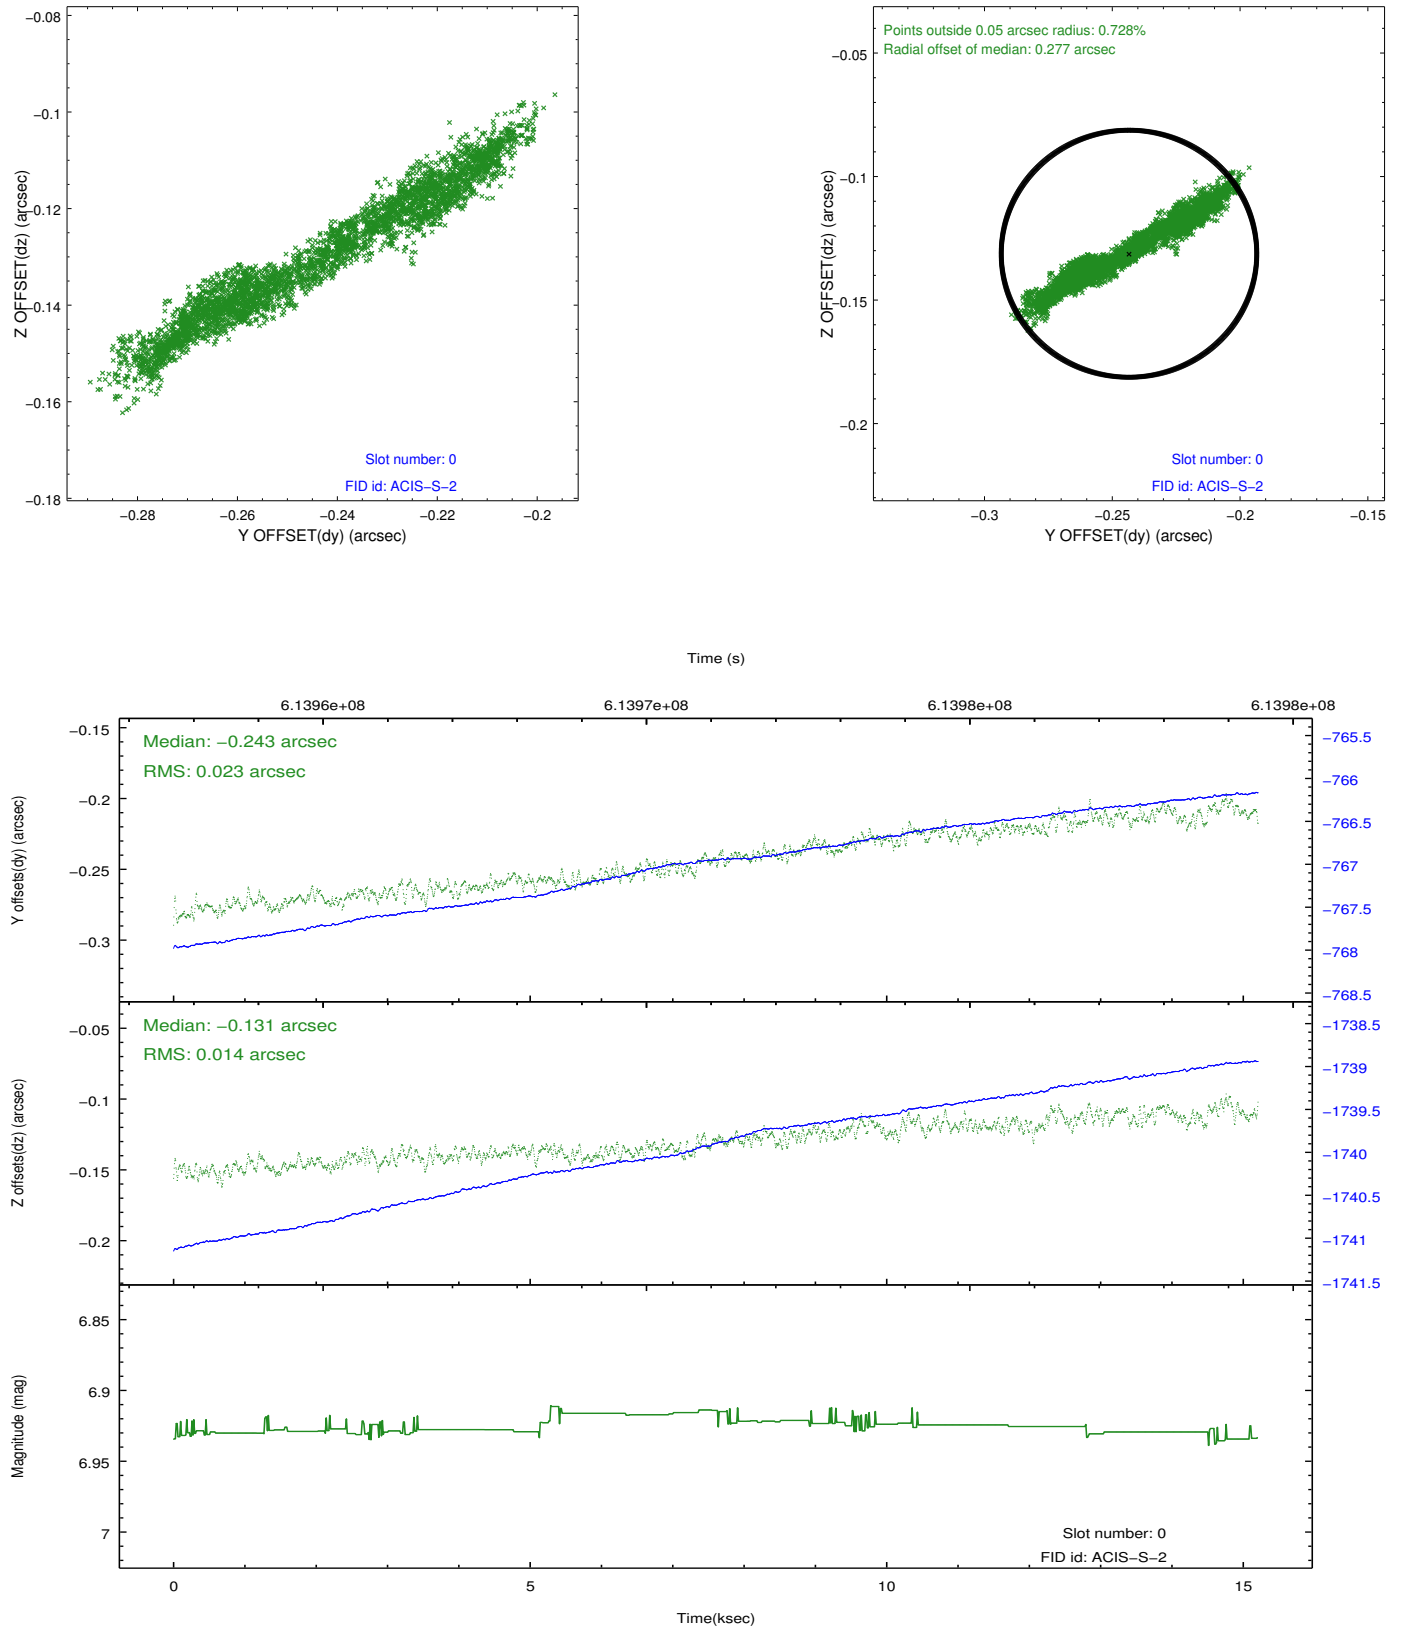 −0.08
−0.1
−0.12
−0.14
−0.16
−0.18
Z OFFSET(dz) (arcsec)
−0.28
−0.26
−0.24
−0.22
−0.2
Y OFFSET(dy) (arcsec)
Slot number: 0
FID id: ACIS−S−2
Points outside 0.05 arcsec radius: 0.728%
Radial offset of median: 0.277 arcsec
−0.05
−0.1
−0.15
−0.2
Z OFFSET(dz) (arcsec)
−0.3
−0.25
−0.2
−0.15
Y OFFSET(dy) (arcsec)
Slot number: 0
FID id: ACIS−S−2
Time (s)
6.1396e+08
6.1397e+08
6.1398e+08
6.1398e+08
Median: −0.243 arcsec
RMS: 0.023 arcsec
−0.15
−0.2
−0.25
−0.3
Y offsets(dy) (arcsec)
−765.5
−766
−766.5
−767
−767.5
−768
−768.5
Median: −0.131 arcsec
RMS: 0.014 arcsec
−0.05
−0.1
−0.15
−0.2
Z offsets(dz) (arcsec)
−1738.5
−1739
−1739.5
−1740
−1740.5
−1741
−1741.5
6.85
6.9
6.95
7
Magnitude (mag)
Slot number: 0
FID id: ACIS−S−2
0
5
10
15
Time(ksec)